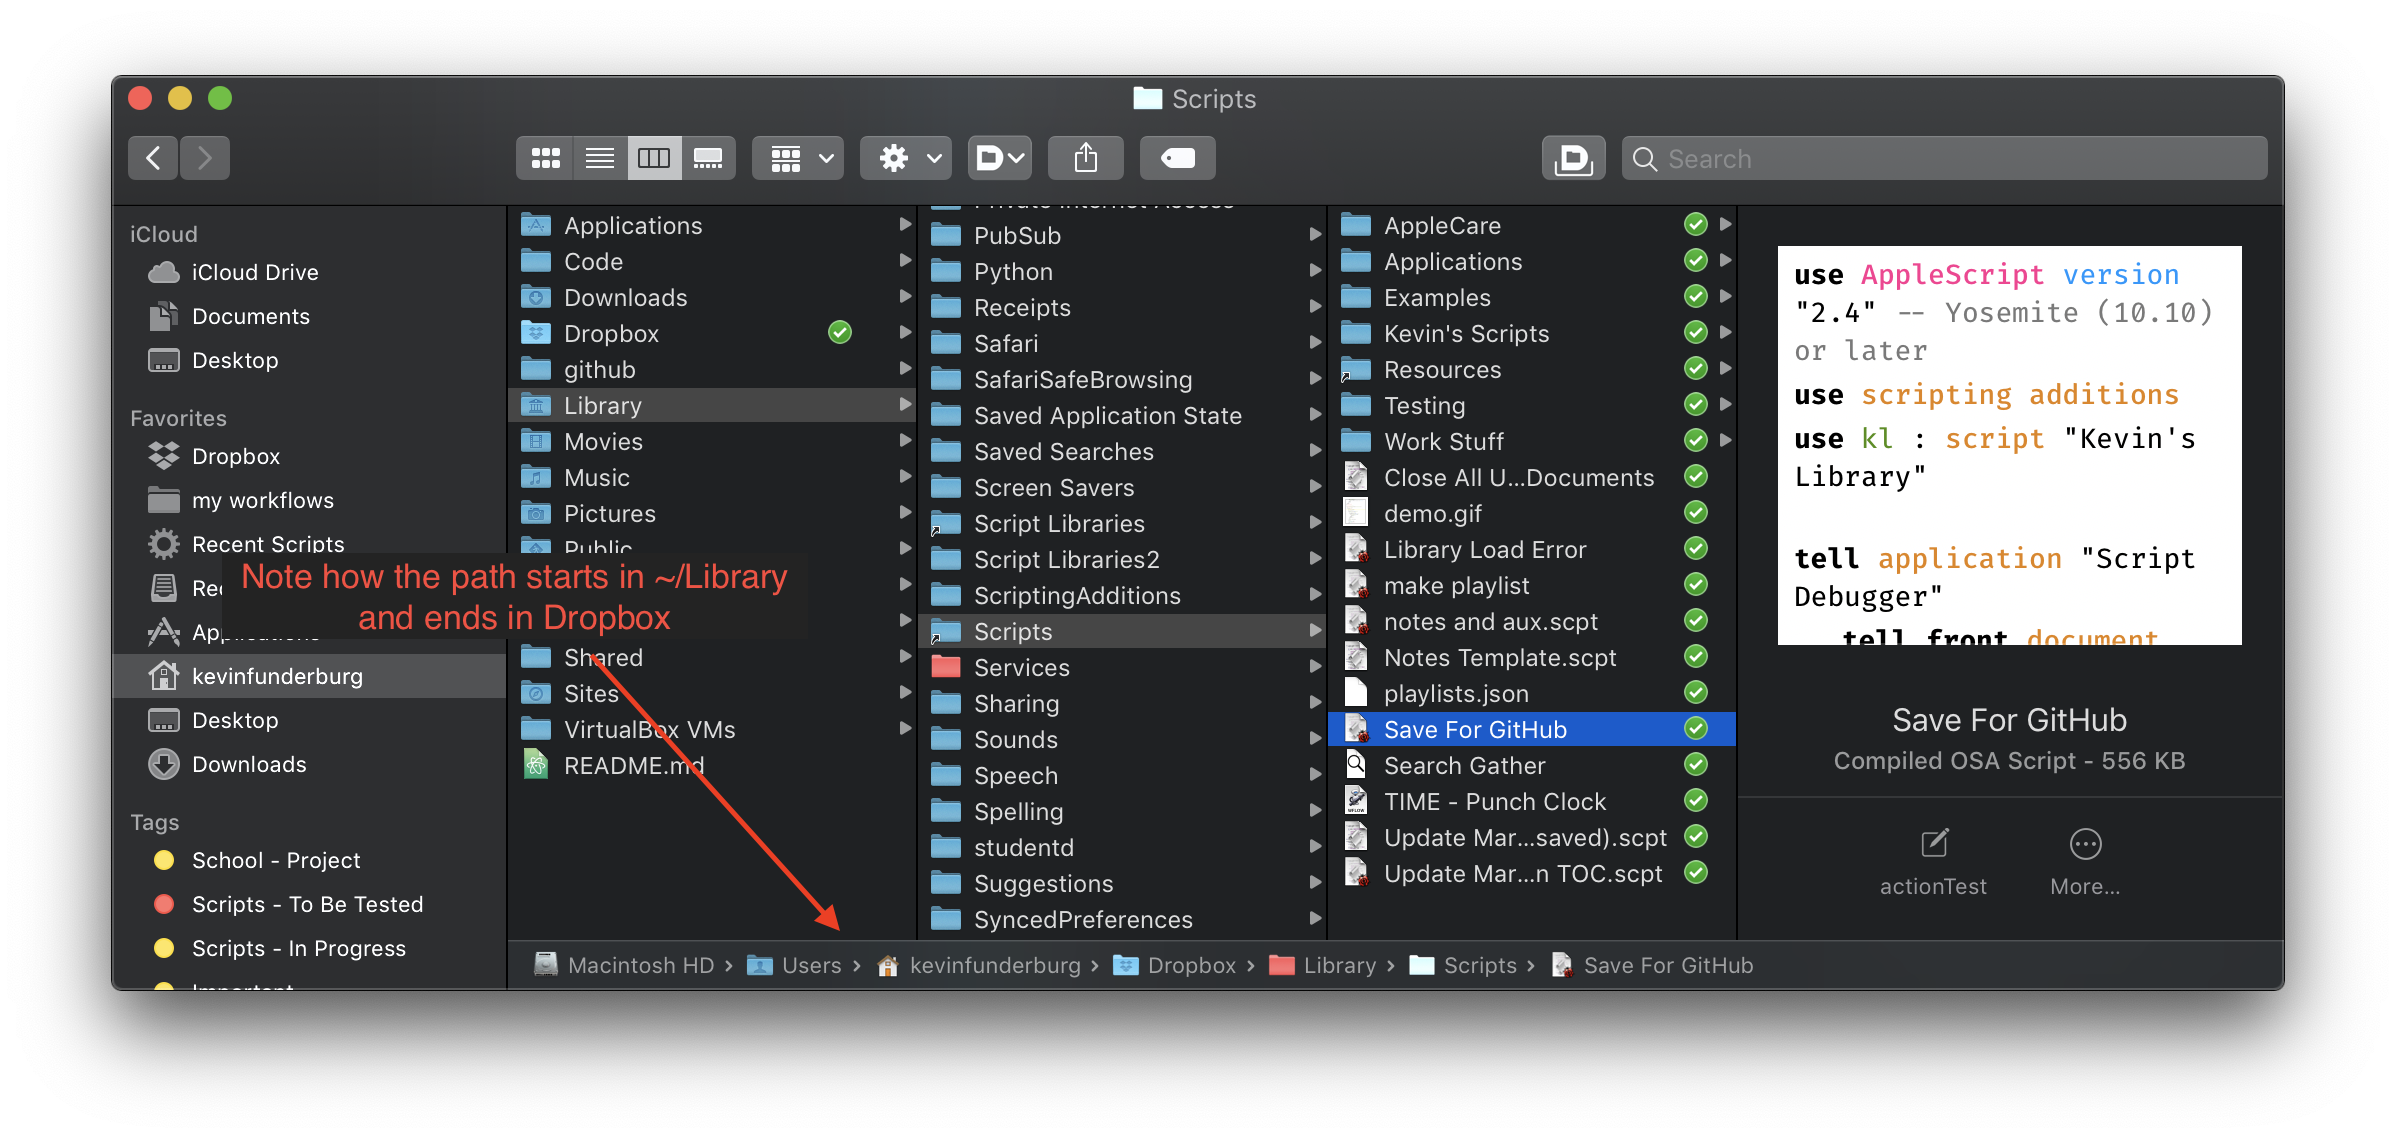 Scripts
Search
iCloud
iCloud Drive
Documents
Desktop
Favorites
Dropbox
my workflows
Recent Scripts
Applications
kevinfunderburg
Desktop
Downloads
Tags
School - Project
Scripts - To Be Tested
Scripts - In Progress
Important
Applications
Code
Downloads
Dropbox
github
Library
Movies
Music
Pictures
Public
Note how the path starts in ~/Library
and ends in Dropbox
Shared
Sites
VirtualBox VMs
README.md
Private Internet Access
PubSub
Python
Receipts
Safari
SafariSafeBrowsing
Saved Application State
Saved Searches
Screen Savers
Script Libraries
Script Libraries2
ScriptingAdditions
Scripts
Services
Sharing
Sounds
Speech
Spelling
studentd
Suggestions
SyncedPreferences
AppleCare
Applications
Examples
Kevin's Scripts
Resources
Testing
Work Stuff
Close All U...Documents
demo.gif
Library Load Error
make playlist
notes and aux.scpt
Notes Template.scpt
playlists.json
Save For GitHub
Search Gather
TIME - Punch Clock
Update Mar...saved).scpt
Update Mar...n TOC.scpt
use AppleScript version
"2.4" -- Yosemite (10.10)
or later
use scripting additions
use kl : script "Kevin's
Library"
tell application "Script
Debugger"
tell front document
Save For GitHub
Compiled OSA Script - 556 KB
actionTest
More...
Macintosh HD › Users › kevinfunderburg › Dropbox › Library › Scripts › Save For GitHub